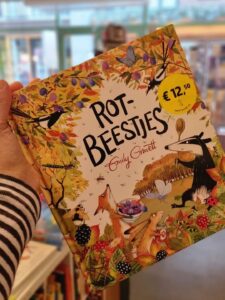 ROT-
BEESTJES
Emily Gravett
€ 12,50